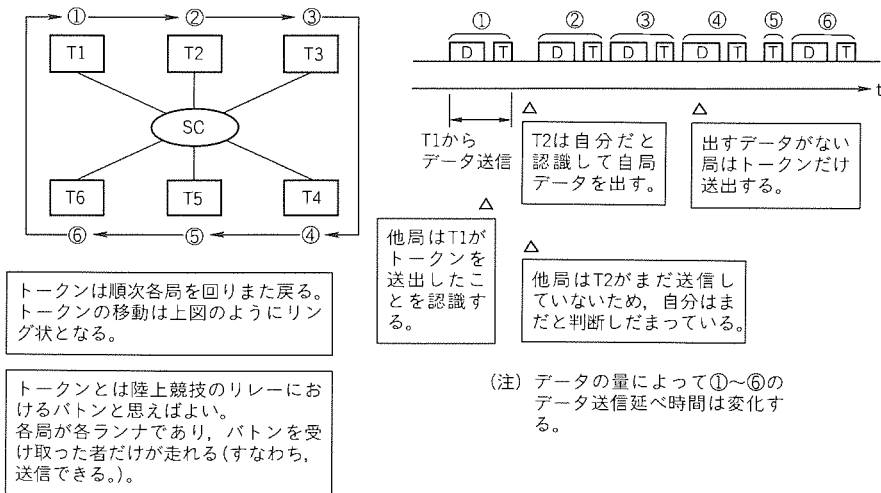 ① ② ③
T1 T2 T3
SC
T6 T5 T4
⑥ ⑤ ④
トークンは順次各局を回りまた戻る。
トークンの移動は上図のようにリン
グ状となる。
トークンとは陸上競技のリレーにお
けるバトンと思えばよい。
各局が各ランナであり，バトンを受
け取った者だけが走れる(すなわち，
送信できる。)。
① ② ③ ④ ⑤ ⑥
D T D T D T D T T D T
t
T1から
データ送信
T2は自分だと
認識して自局
データを出す。
出すデータがない
局はトークンだけ
送出する。
他局はT1が
トークンを
送出したこ
とを認識す
る。
他局はT2がまだ送信し
ていないため，自分はま
だと判断しだまっている。
(注) データの量によって①～⑥の
データ送信延べ時間は変化す
る。